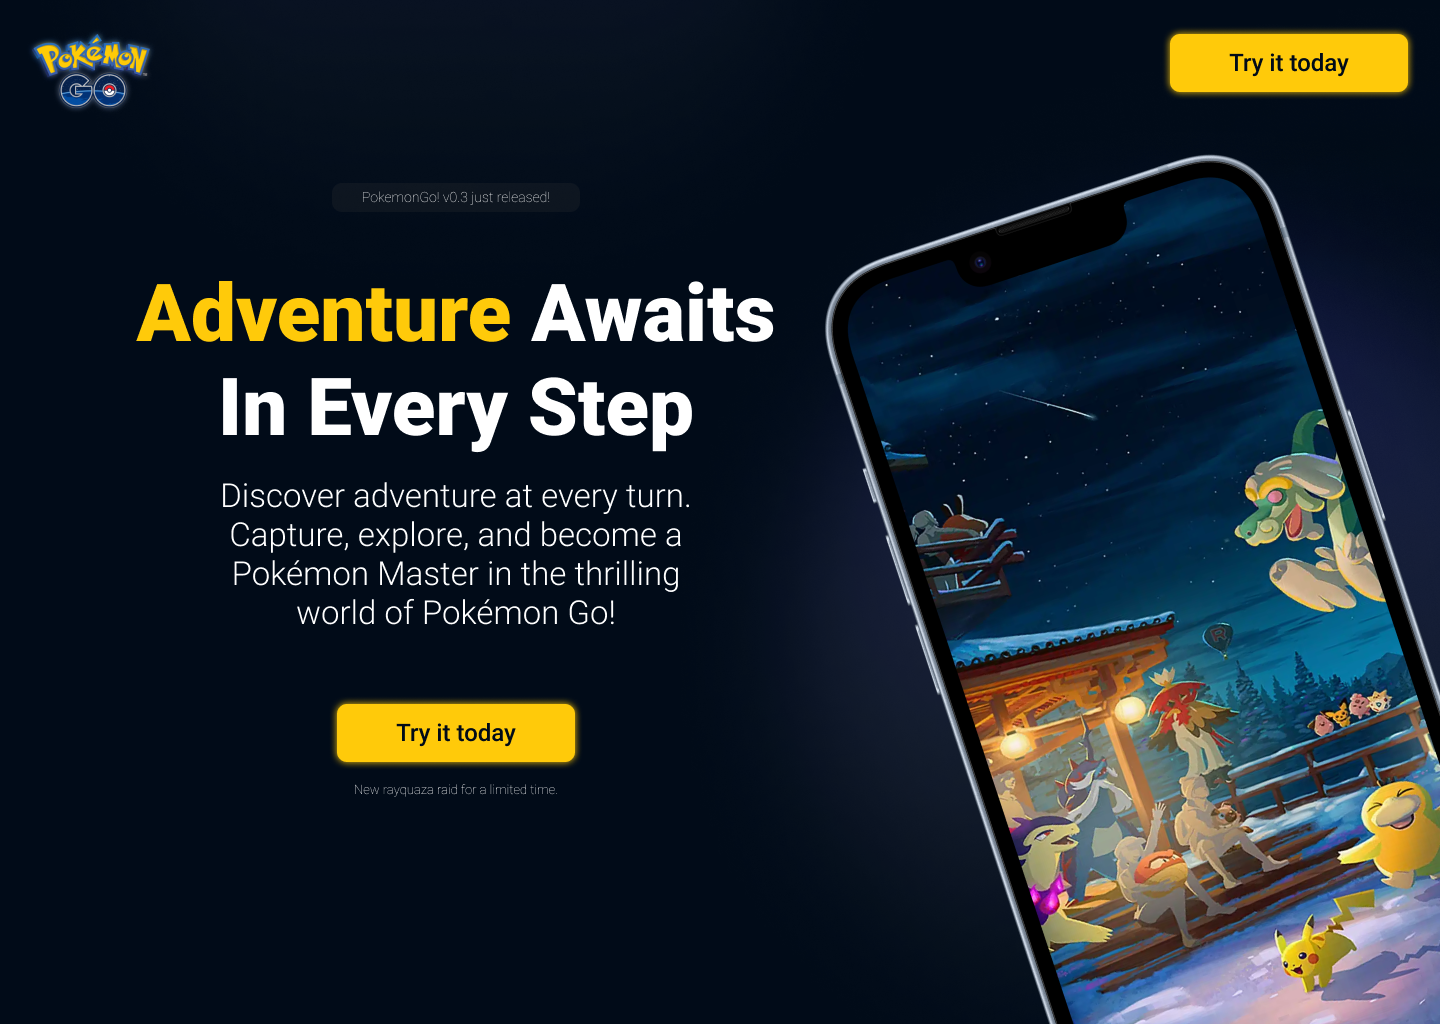 POKéMON
GO
Try it today
PokemonGo! v0.3 just released!
Adventure Awaits
In Every Step
Discover adventure at every turn.
Capture, explore, and become a
Pokémon Master in the thrilling
world of Pokémon Go!
Try it today
New rayquaza raid for a limited time.
R